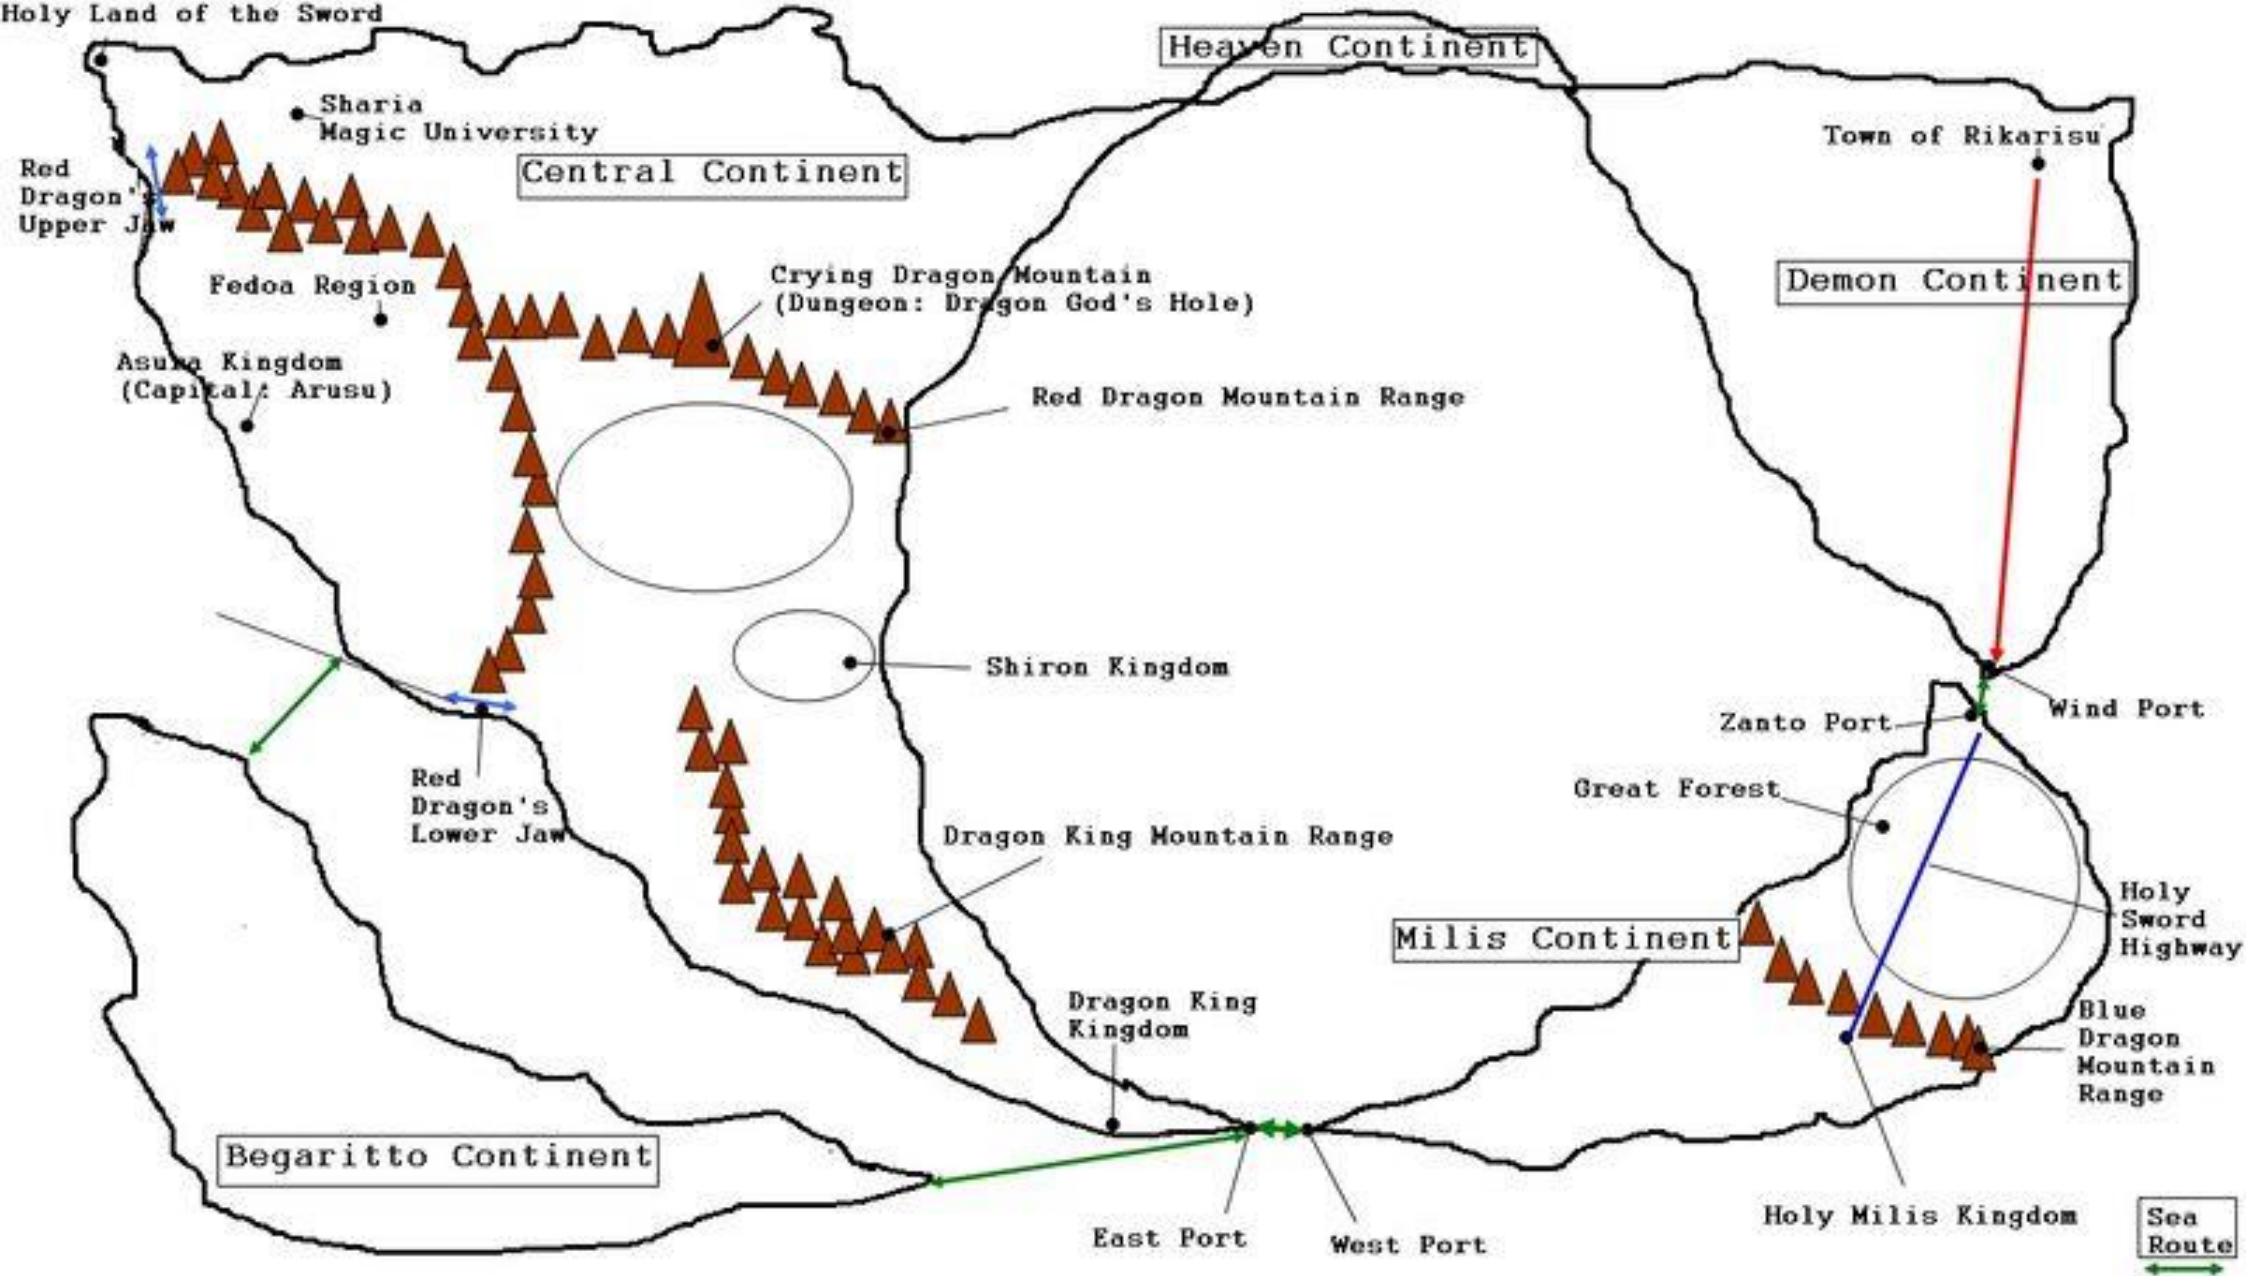 Holy Land of the Sword
Heaven Continent
Sharia
Magic University
Town of Rikarisu
Central Continent
Red
Dragon's
Upper Jaw
Crying Dragon Mountain
(Dungeon: Dragon God's Hole)
Demon Continent
Fedoa Region
Asura Kingdom
(Capital: Arusu)
Red Dragon Mountain Range
Shiron Kingdom
Wind Port
Zanto Port
Red
Dragon's
Lower Jaw
Great Forest
Dragon King Mountain Range
Holy
Sword
Highway
Milis Continent
Dragon King
Kingdom
Blue
Dragon
Mountain
Range
Begaritto Continent
East Port
West Port
Holy Milis Kingdom
Sea
Route